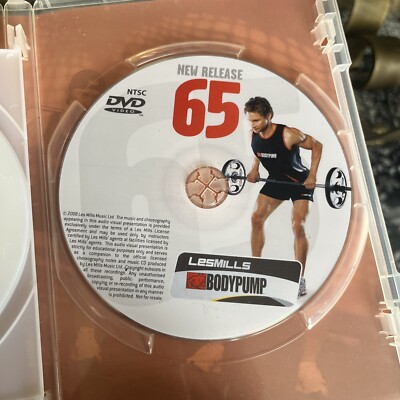 NEW RELEASE
65
NTSC
DVD
VIDEO
BODYPUMP
© 2008 Les Mills Music Ltd. The music and choreography
appearing in this audio visual presentation is provided
exclusively under the terms of a Les Mills License
Agreement and may be used only by instructors
certified by Les Mills' agents at facilities licensed by
Les Mills' agents. This audio visual presentation is
strictly for educational purposes only and serves
as a companion to the official licensed
choreography notes and music CD produced
by Les Mills Music Ltd. Copyright subsists in
all these recordings. Any unauthorised
broadcasting, public performance,
copying or re-recording of this audio
visual presentation in any manner
is prohibited. Not for resale.
LesMILLS
BODYPUMP